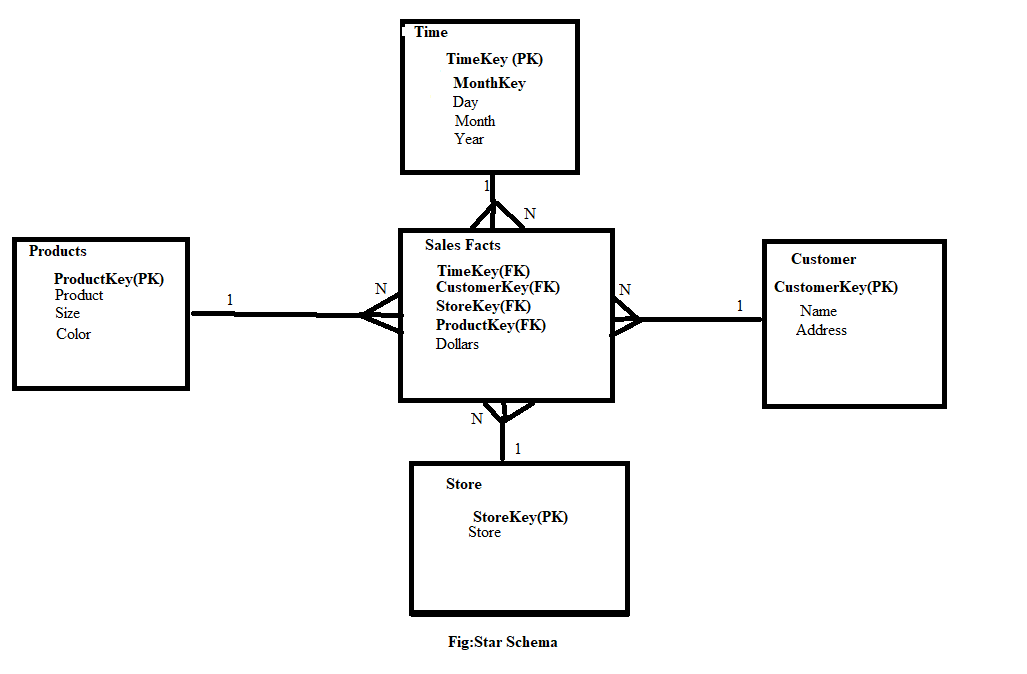 Time
TimeKey (PK)
MonthKey
Day
Month
Year
1
N
Products
ProductKey(PK)
Product
Size
Color
1
N
Sales Facts
TimeKey(FK)
CustomerKey(FK)
StoreKey(FK)
ProductKey(FK)
Dollars
N
1
Customer
CustomerKey(PK)
Name
Address
N
1
Store
StoreKey(PK)
Store
Fig:Star Schema